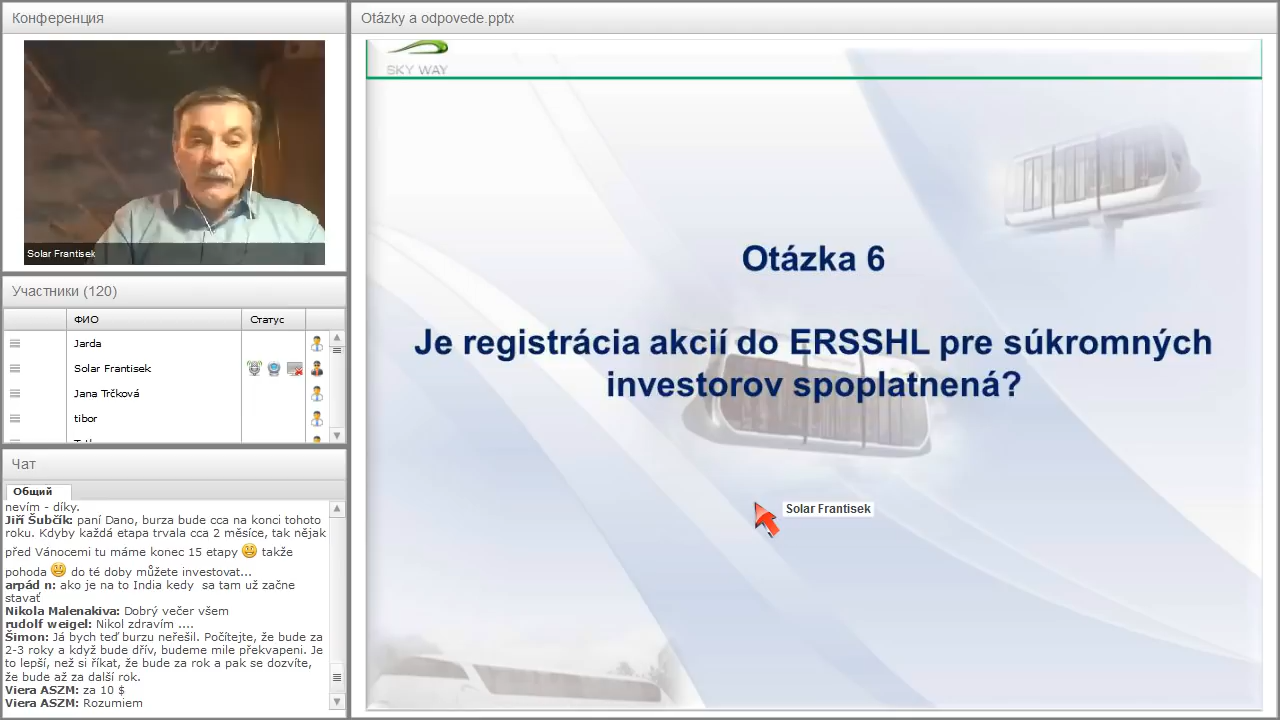 Конференция
Solar Frantisek
Участники (120)
ФИО
Статус
Jarda
Solar Frantisek
Jana Trčková
tibor
Чат
Общий
nevím - díky.
Jiří Šubčík: paní Dano, burza bude cca na konci tohoto
roku. Kdyíky každá etapa trvala cca 2 měsíce, tak nějak
před Vánocemi tu máme konec 15 etapy takže
pohoda do té doby můžete investovat...
arpád n: ako je na to India kedy sa tam už začne
stavať
Nikola Malenakiva: Dobrý večer všem
rudolf weigel: Nikol zdravím ....
Šimon: Já bych teď burzu neřešil. Počítejte, že bude za
2-3 roky a když bude dřív, budeme mile překvapeni. Je
to lepší, než si říkat, že bude za rok a pak se dozvíte,
že bude až za další rok.
Viera ASZM: za 10 $
Viera ASZM: Rozumiem
Otázky a odpovede.pptx
SKY WAY
Otázka 6
Je registrácia akcií do ERSSHL pre súkromných
investorov spoplatnená?
Solar Frantisek